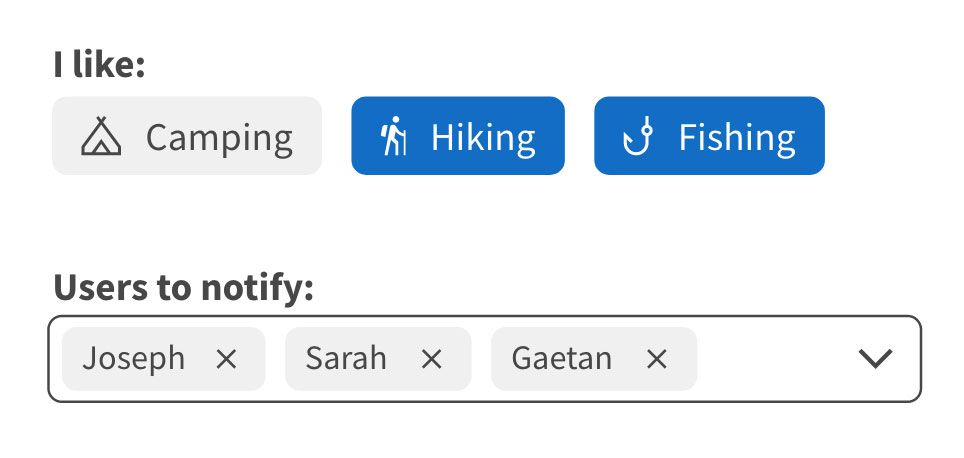 I like:
Camping Hiking Fishing
Users to notify:
Joseph Sarah Gaetan